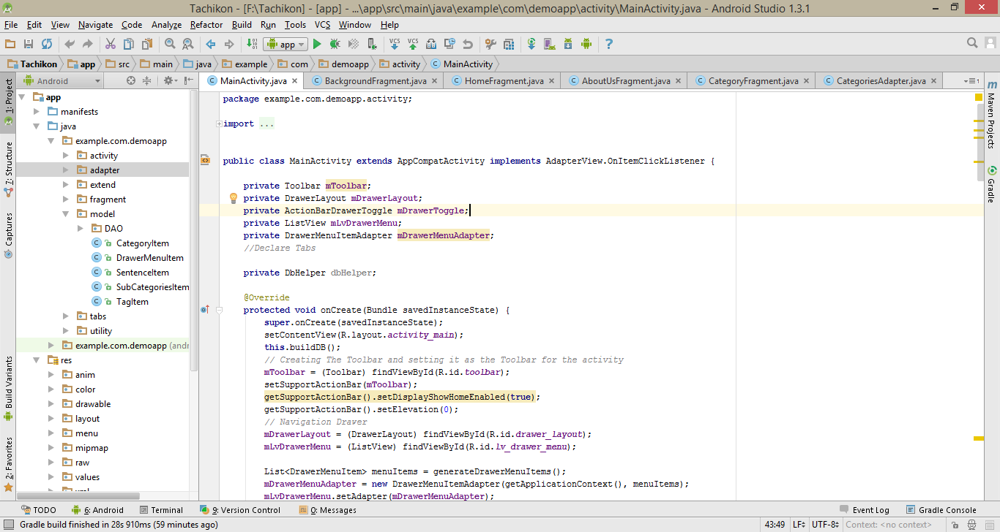 Tachikon - [F:\Tachikon] - [app] - ...\app\src\main\java\example\com\demoapp\activity\MainActivity.java - Android Studio 1.3.1
File Edit View Navigate Code Analyze Refactor Build Run Tools VCS Window Help
app
Tachikon app src main java example com demoapp activity MainActivity
Android
MainActivity.java BackgroundFragment.java HomeFragment.java AboutUsFragment.java CategoryFragment.java CategoriesAdapter.java
1: Project
7: Structure
Captures
Build Variants
2: Favorites
app
manifests
java
example.com.demoapp
activity
adapter
extend
fragment
model
DAO
CategoryItem
DrawerMenuItem
SentenceItem
SubCategoriesItem
TagItem
tabs
utility
example.com.demoapp (andr
res
anim
color
drawable
layout
menu
mipmap
raw
values
package example.com.demoapp.activity;
import ...
public class MainActivity extends AppCompatActivity implements AdapterView.OnItemClickListener {
private Toolbar mToolbar;
private DrawerLayout mDrawerLayout;
private ActionBarDrawerToggle mDrawerToggle;
private ListView mLvDrawerMenu;
private DrawerMenuItemAdapter mDrawerMenuAdapter;
//Declare Tabs
private DbHelper dbHelper;
@Override
protected void onCreate(Bundle savedInstanceState) {
super.onCreate(savedInstanceState);
setContentView(R.layout.activity_main);
this.buildDB();
// Creating The Toolbar and setting it as the Toolbar for the activity
mToolbar = (Toolbar) findViewById(R.id.toolbar);
setSupportActionBar(mToolbar);
getSupportActionBar().setDisplayShowHomeEnabled(true);
getSupportActionBar().setElevation(0);
// Navigation Drawer
mDrawerLayout = (DrawerLayout) findViewById(R.id.drawer_layout);
mLvDrawerMenu = (ListView) findViewById(R.id.lv_drawer_menu);
List<DrawerMenuItem> menuItems = generateDrawerMenuItems();
mDrawerMenuAdapter = new DrawerMenuItemAdapter(getApplicationContext(), menuItems);
mLvDrawerMenu.setAdapter(mDrawerMenuAdapter);
Maven Projects
Gradle
TODO 6: Android Terminal 9: Version Control 0: Messages Event Log Gradle Console
Gradle build finished in 28s 910ms (59 minutes ago) 43:49 LF UTF-8 Context: <no context>